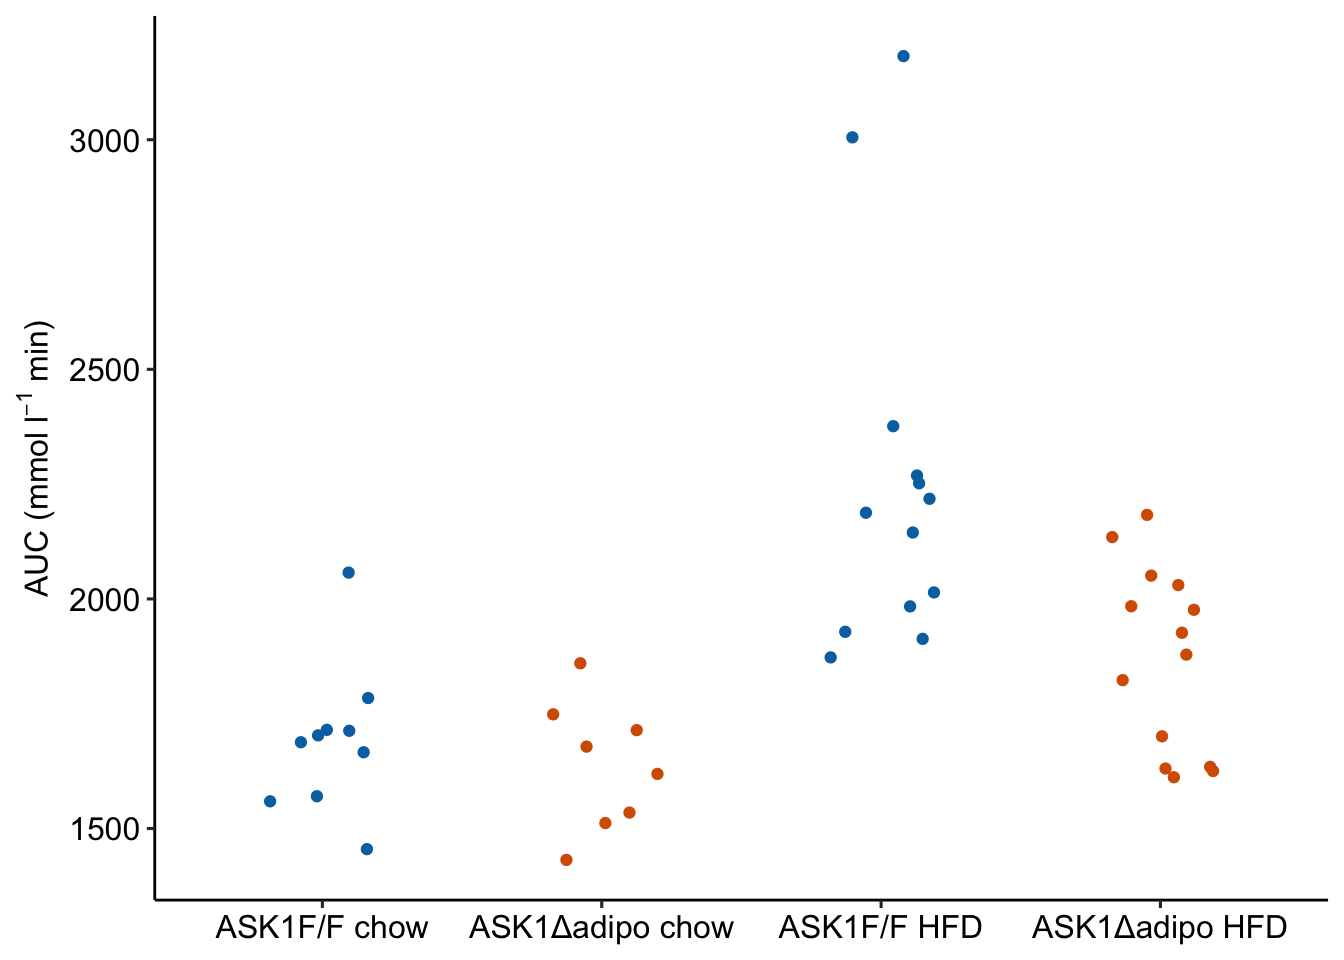 3000
2500
2000
1500
AUC (mmol l⁻¹ min)
ASK1F/F chow ASK1Δadipo chow ASK1F/F HFD ASK1Δadipo HFD